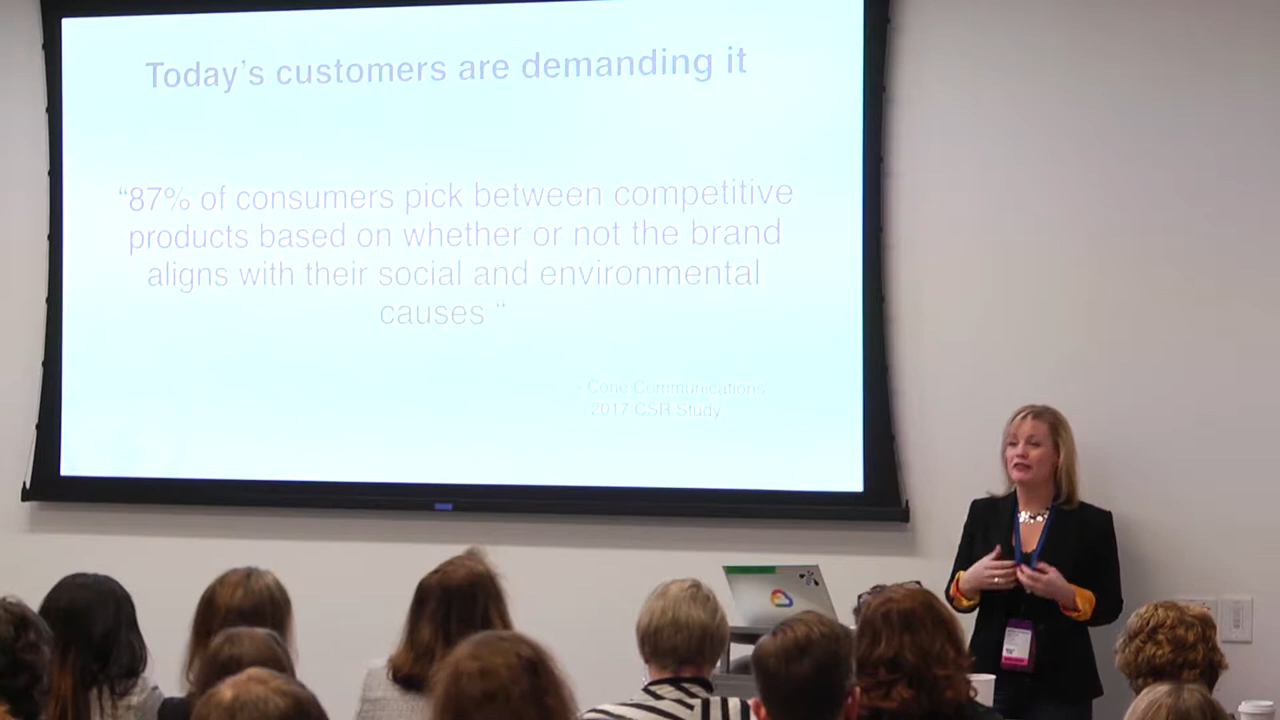 Today's customers are demanding it
“87% of consumers pick between competitive
products based on whether or not the brand
aligns with their social and environmental
causes “
- Cone Communications
2017 CSR Study